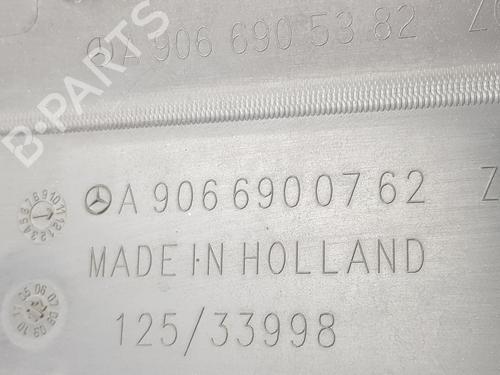 A 906 690 53 82 Z
B-PARTS
A 906 690 07 62 Z
MADE IN HOLLAND
125/33998